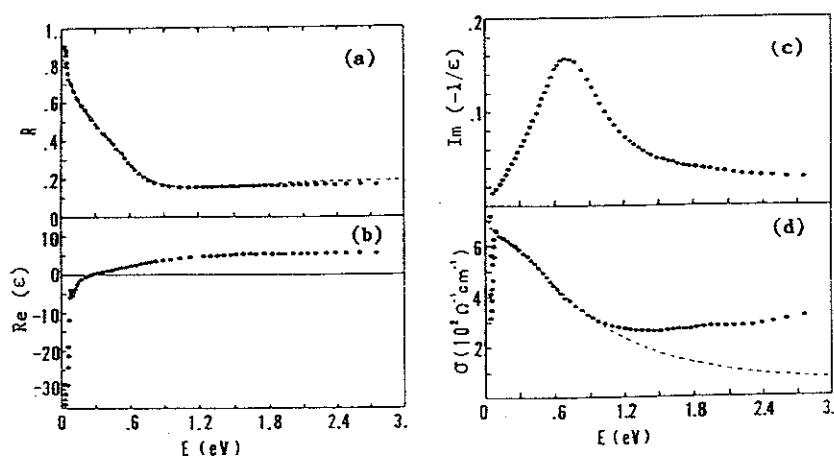 (a)
1.
.8
.6
.4
.2
0
R
(b)
10
0
-10
-20
-30
Re (ε)
0 .6 1.2 1.8 2.4 3.
E (eV)
(c)
.2
.1
Im (-1/ε)
(d)
6
4
2
σ(10² Ω⁻¹cm⁻¹)
0 .6 1.2 1.8 2.4 3.
E (eV)